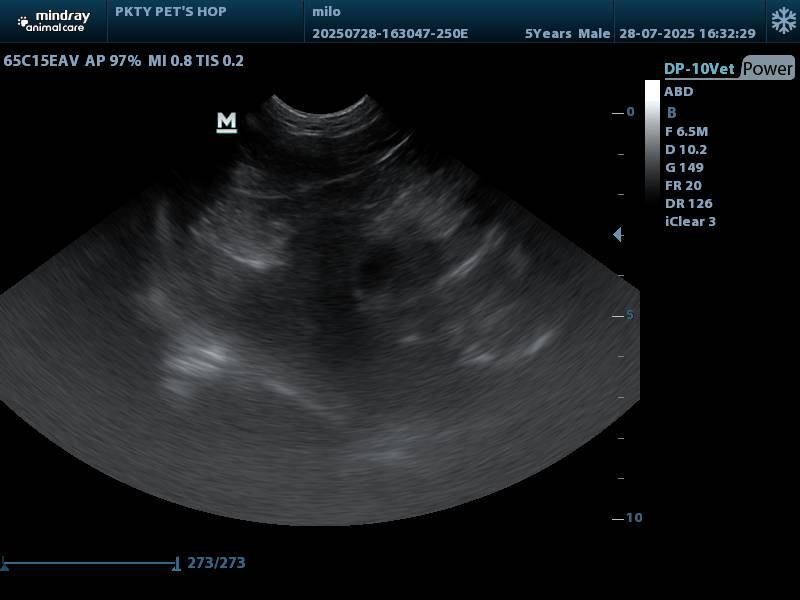 mindray
animal care
PKTY PET'S HOP
milo
20250728-163047-250E
5Years Male
28-07-2025 16:32:29
65C15EAV AP 97% MI 0.8 TIS 0.2
DP-10Vet
Power
M
ABD
B
F 6.5M
D 10.2
G 149
FR 20
DR 126
iClear 3
0
5
10
273/273